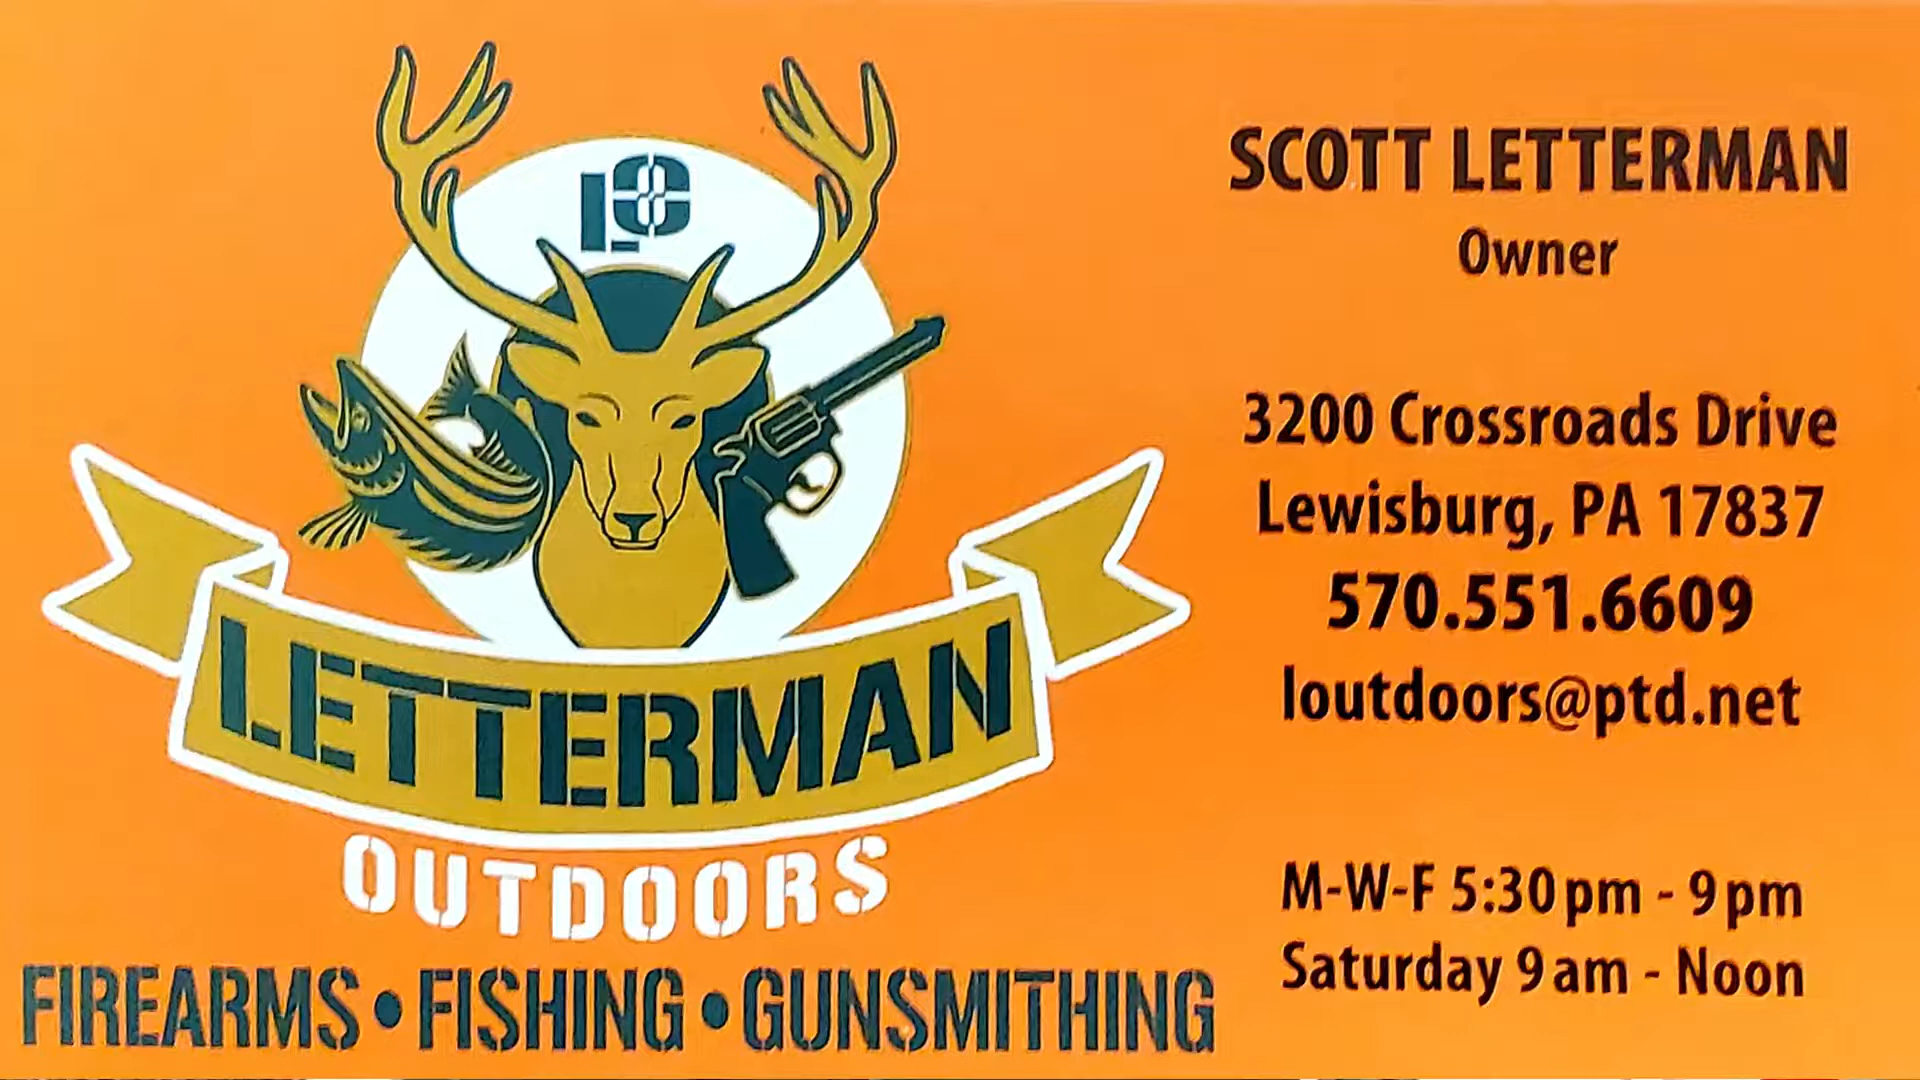 LO
LETTERMAN
OUTDOORS
FIREARMS • FISHING • GUNSMITHING
SCOTT LETTERMAN
Owner
3200 Crossroads Drive
Lewisburg, PA 17837
570.551.6609
loutdoors@ptd.net
M-W-F 5:30pm - 9pm
Saturday 9am - Noon